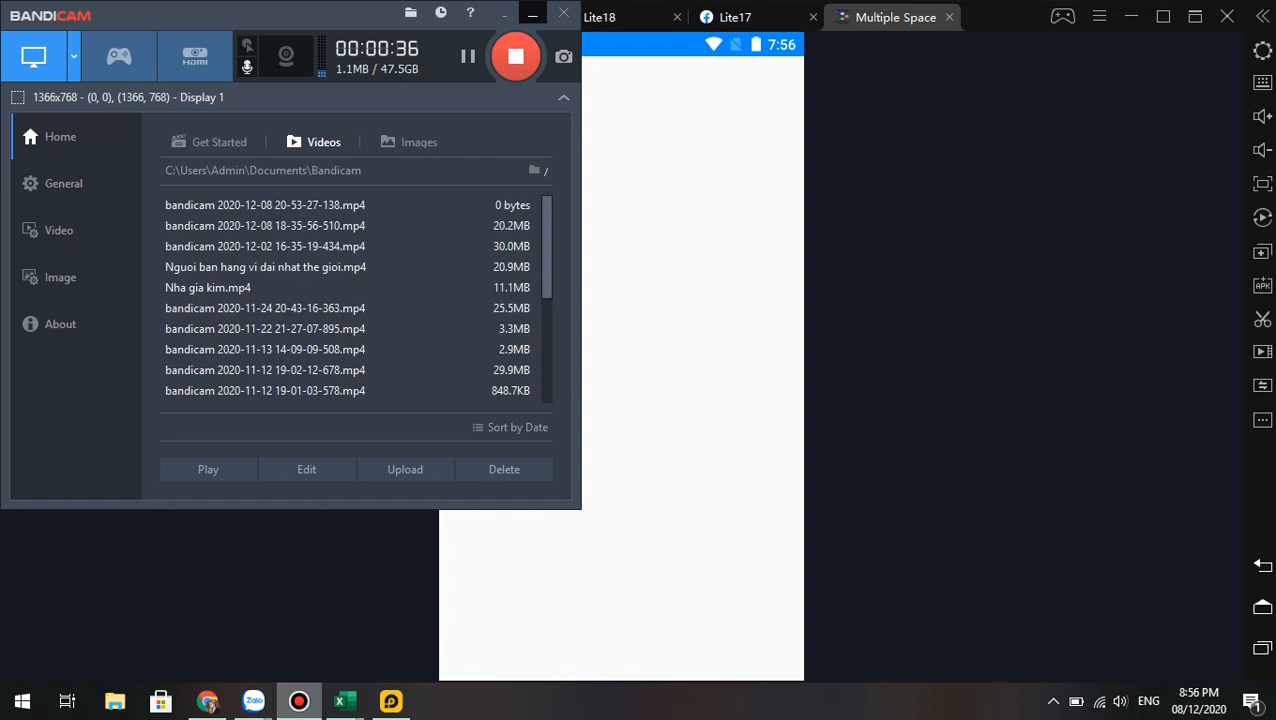 BANDICAM
?
Lite18
Lite17
Multiple Space
HDMI
00:00:36
1.1MB / 47.5GB
7:56
1366x768 - (0, 0), (1366, 768) - Display 1
Home
General
Video
Image
About
Get Started
Videos
Images
C:\Users\Admin\Documents\Bandicam
/
bandicam 2020-12-08 20-53-27-138.mp4 0 bytes
bandicam 2020-12-08 18-35-56-510.mp4 20.2MB
bandicam 2020-12-02 16-35-19-434.mp4 30.0MB
Nguoi ban hang vi dai nhat the gioi.mp4 20.9MB
Nha gia kim.mp4 11.1MB
bandicam 2020-11-24 20-43-16-363.mp4 25.5MB
bandicam 2020-11-22 21-27-07-895.mp4 3.3MB
bandicam 2020-11-13 14-09-09-508.mp4 2.9MB
bandicam 2020-11-12 19-02-12-678.mp4 29.9MB
bandicam 2020-11-12 19-01-03-578.mp4 848.7KB
Sort by Date
Play Edit Upload Delete
APK
Zalo
ENG
8:56 PM
08/12/2020
1